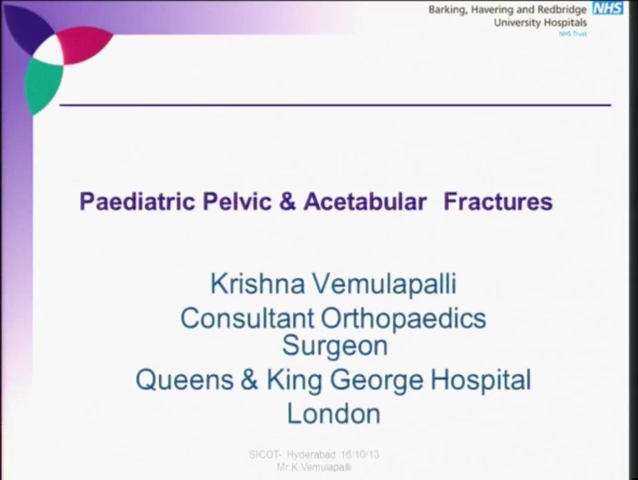 Barking, Havering and Redbridge NHS
University Hospitals
NHS Trust
Paediatric Pelvic & Acetabular Fractures
Krishna Vemulapalli
Consultant Orthopaedics
Surgeon
Queens & King George Hospital
London
SICOT- Hyderabad 16/10/13
Mr.K.Vemulapalli